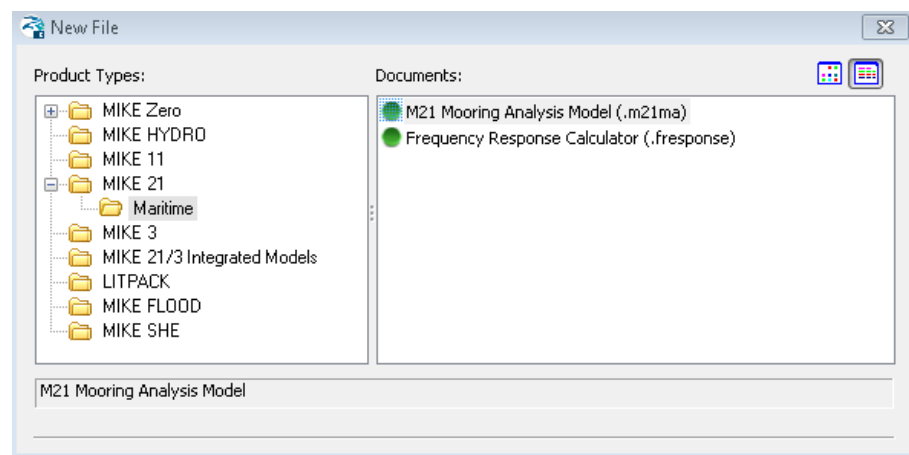 New File
Product Types:
MIKE Zero
MIKE HYDRO
MIKE 11
MIKE 21
Maritime
MIKE 3
MIKE 21/3 Integrated Models
LITPACK
MIKE FLOOD
MIKE SHE
Documents:
M21 Mooring Analysis Model (.m21ma)
Frequency Response Calculator (.fresponse)
M21 Mooring Analysis Model